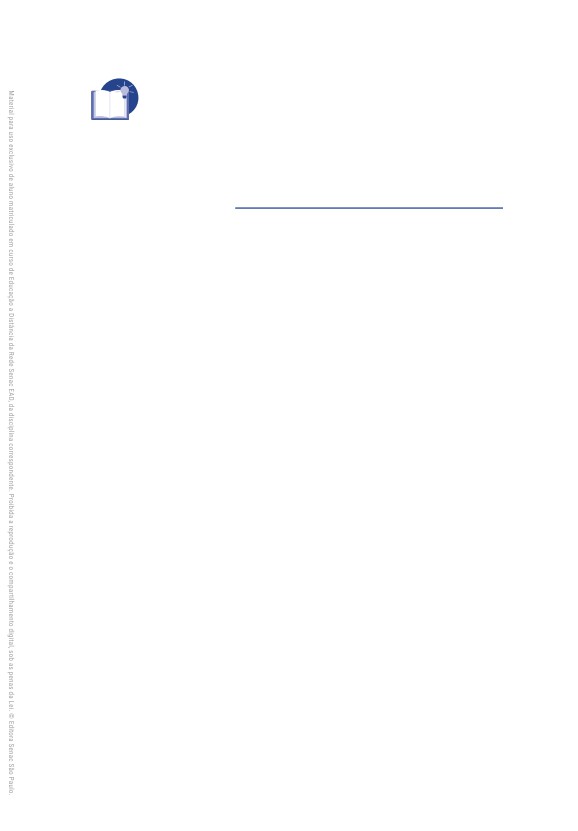 Material para uso exclusivo de aluno matriculado em curso de Educação a Distância da Rede Senac EAD, da disciplina correspondente. Proibida a reprodução e o compartilhamento digital, sob as penas da Lei. © Editora Senac São Paulo.